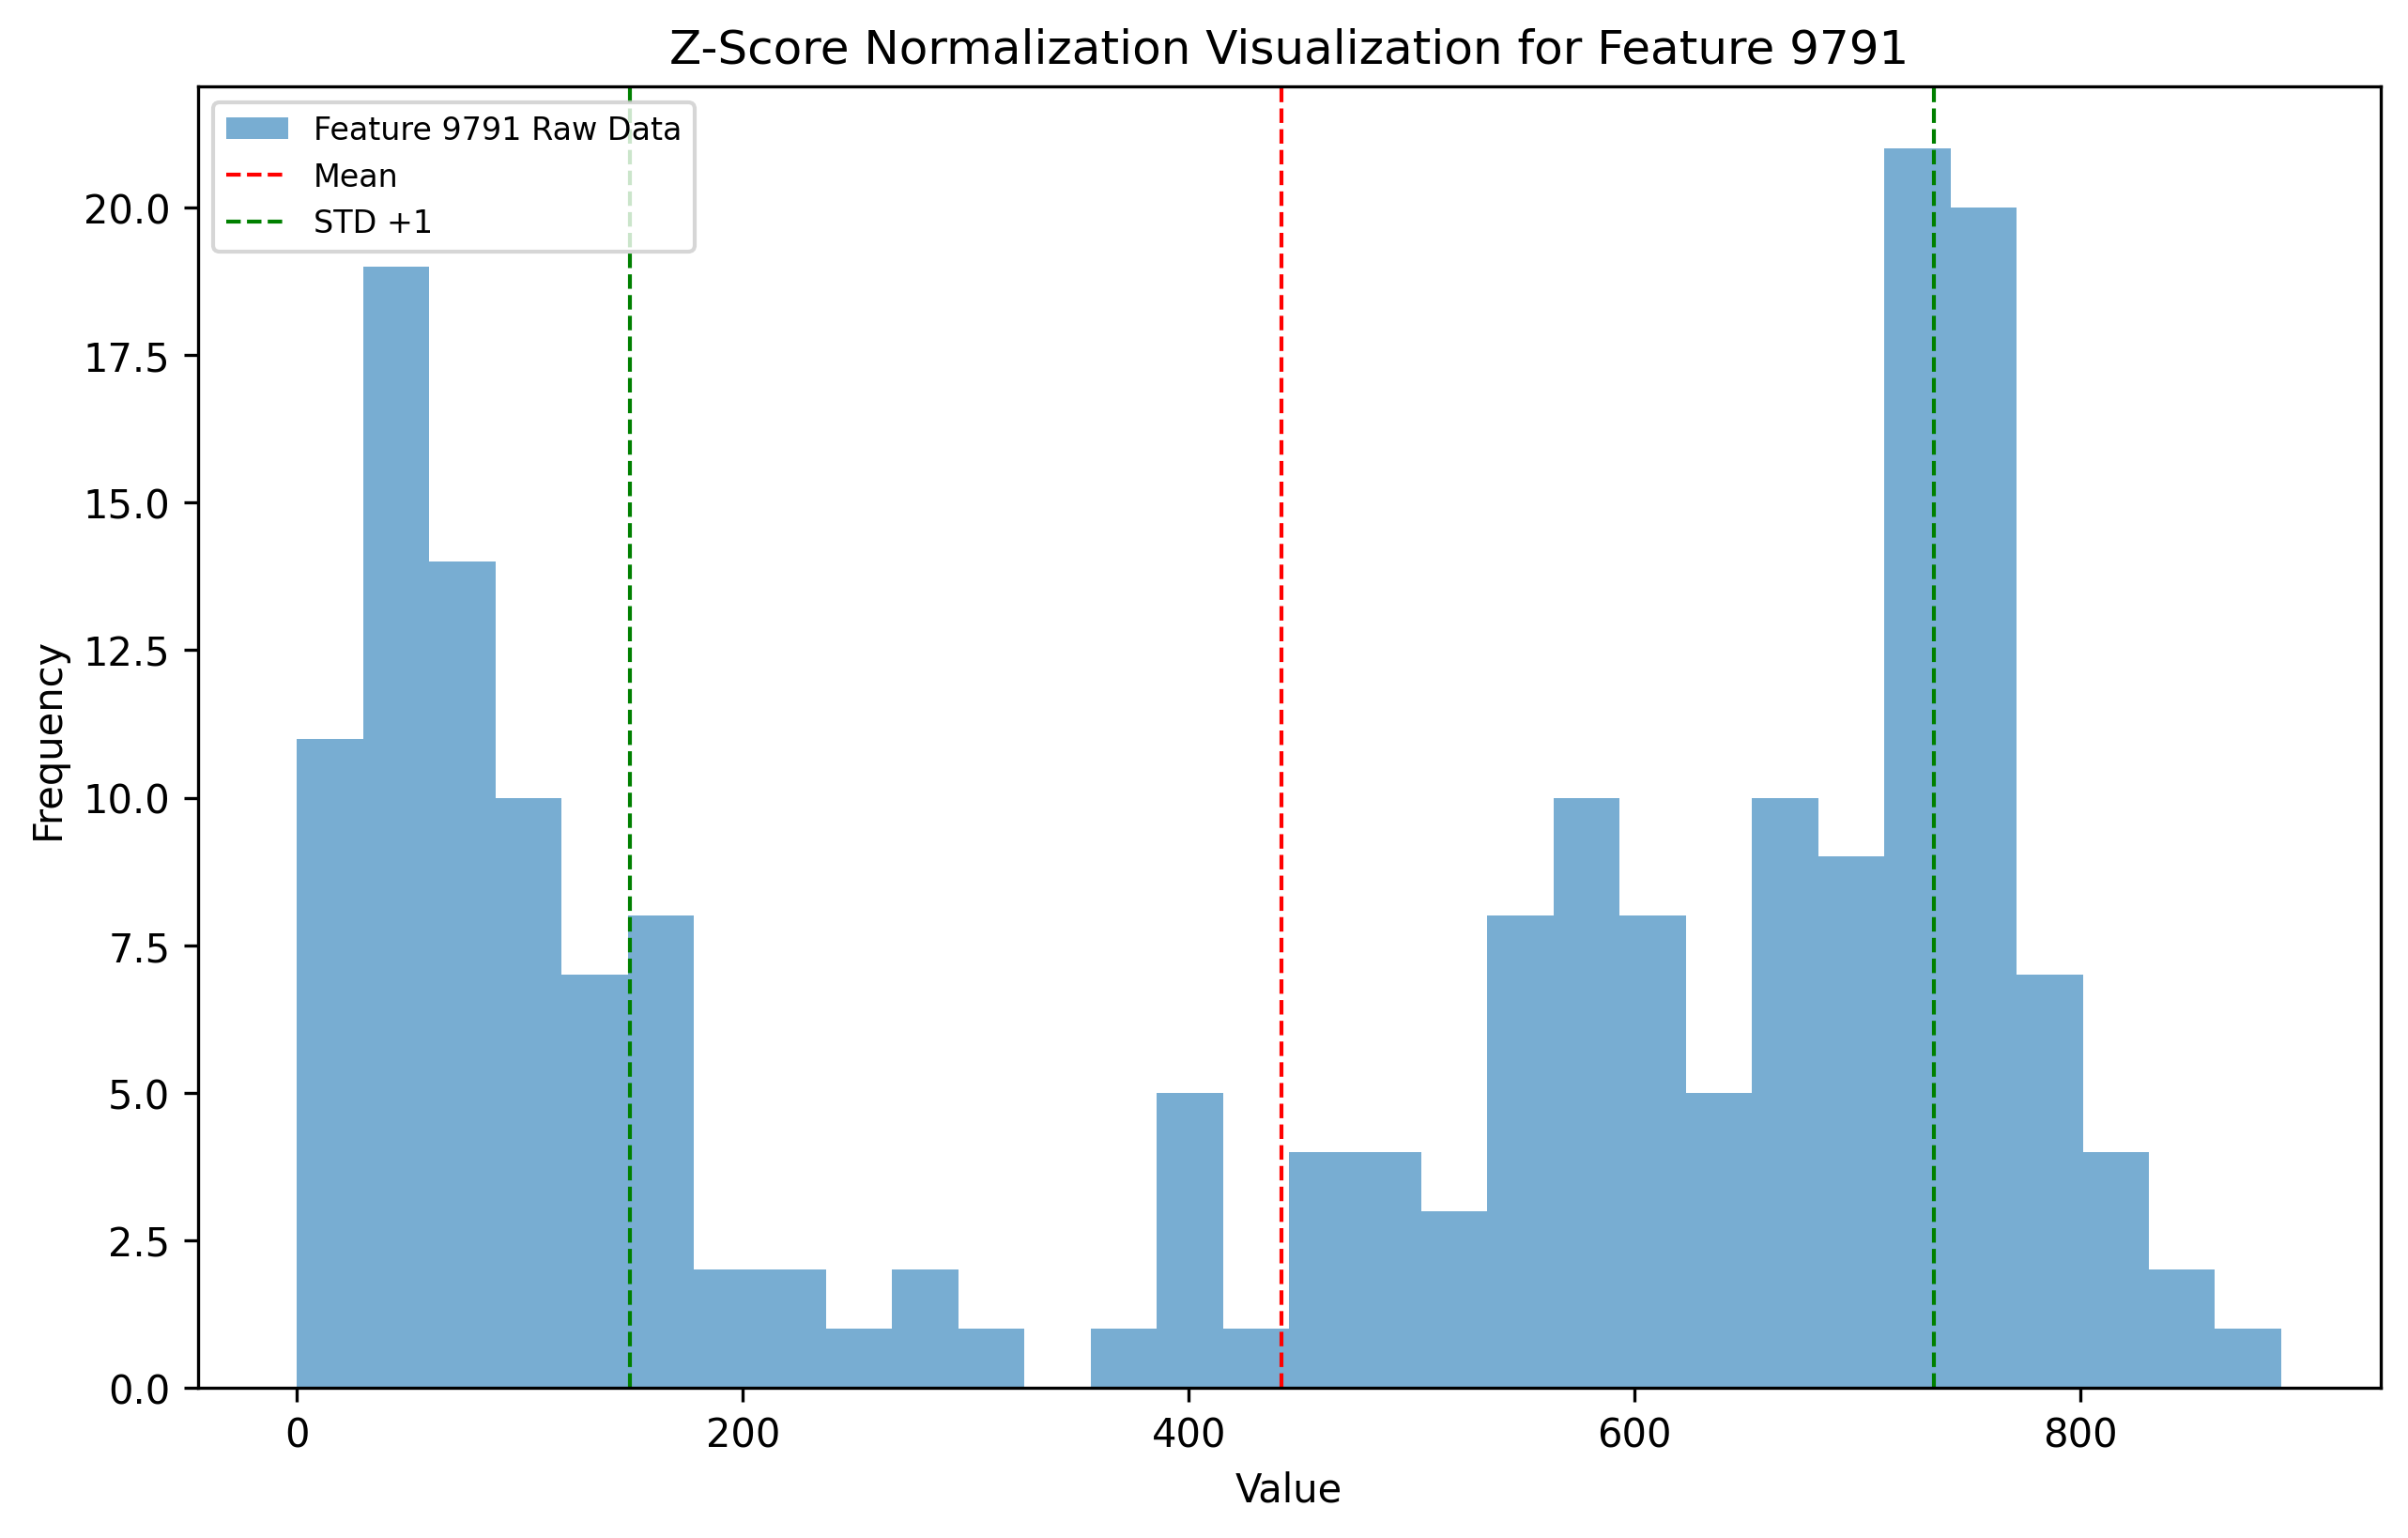 Z-Score Normalization Visualization for Feature 9791
Feature 9791 Raw Data
Mean
STD +1
20.0
17.5
15.0
12.5
10.0
7.5
5.0
2.5
0.0
Frequency
0
200
400
600
800
Value